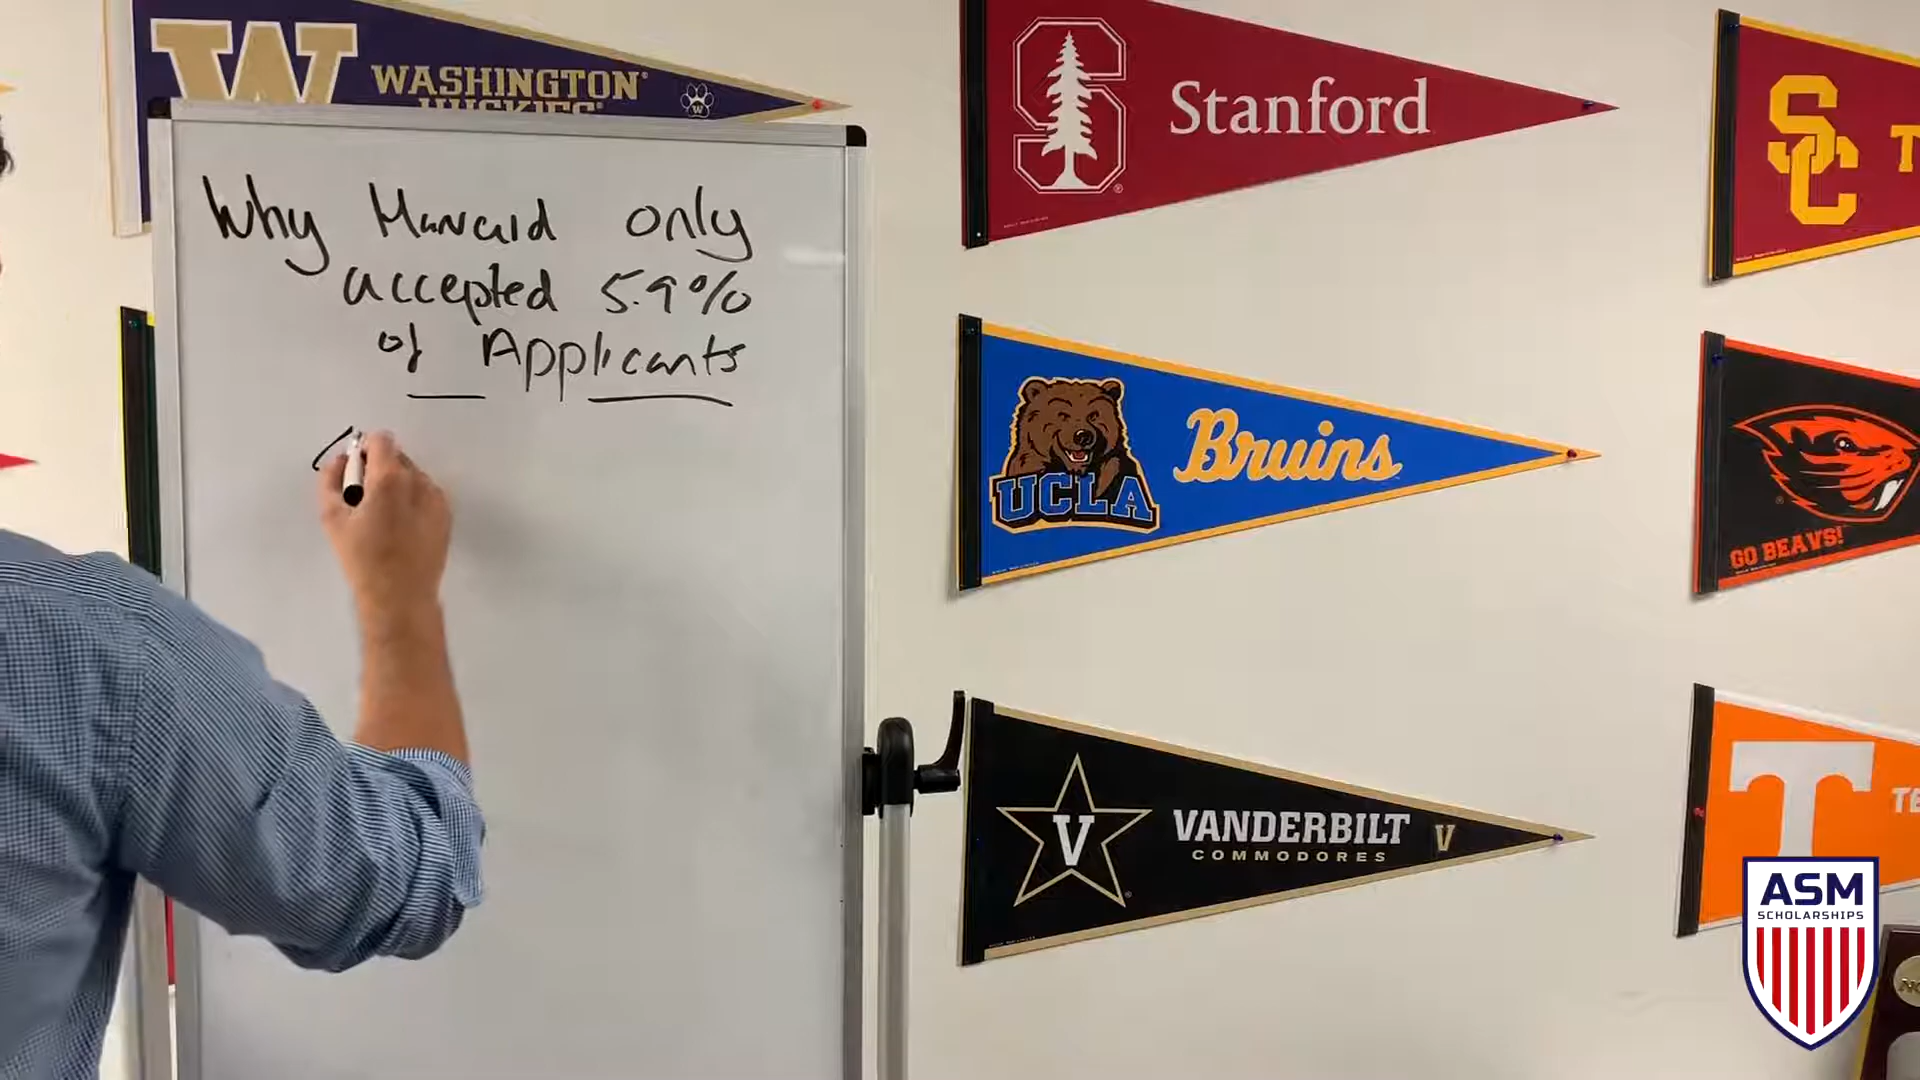 W
WASHINGTON
HUSKIES
W
Why Harvard only
accepted 5.9%
of Applicants
S
Stanford
SC
T
UCLA
Bruins
GO BEAVS!
V
VANDERBILT
COMMODORES
V
T
TE
ASM
SCHOLARSHIPS